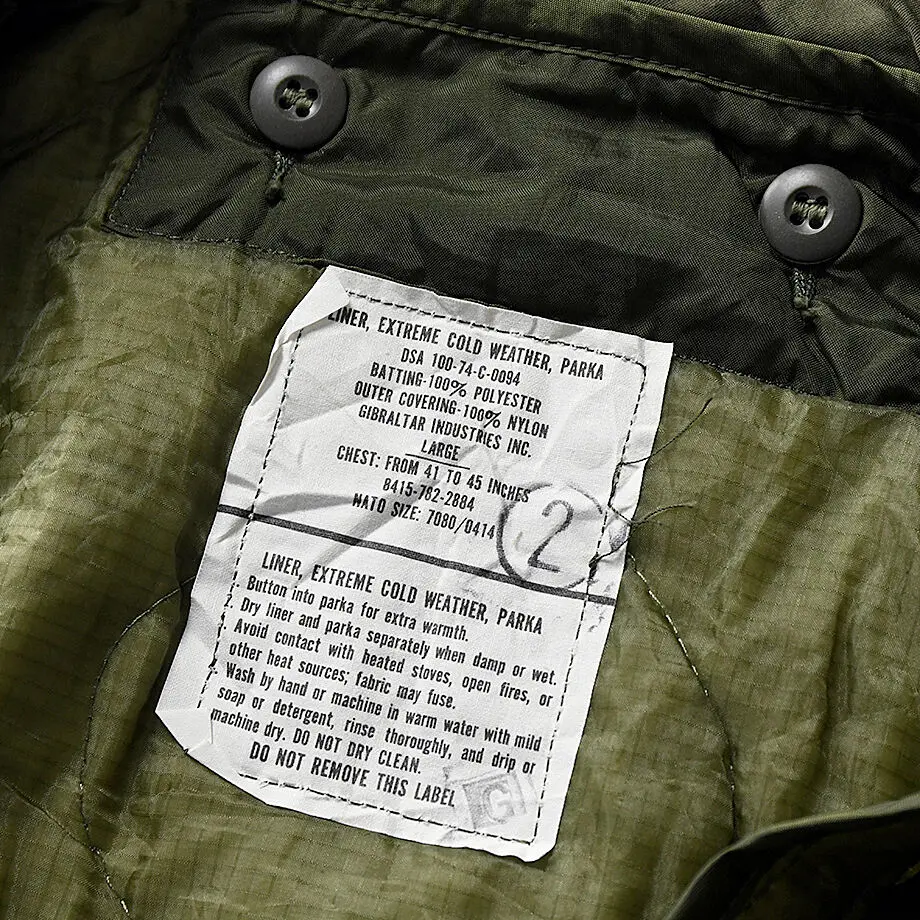 LINER, EXTREME COLD WEATHER, PARKA
DSA 100-74-C-0094
BATTING-100% POLYESTER
OUTER COVERING-100% NYLON
GIBRALTAR INDUSTRIES INC.
LARGE
CHEST: FROM 41 TO 45 INCHES
8415-782-2884
NATO SIZE: 7080/0414
2
LINER, EXTREME COLD WEATHER, PARKA
Button into parka for extra warmth.
2. Dry liner and parka separately when damp or wet.
Avoid contact with heated stoves, open fires, or
other heat sources; fabric may fuse.
Wash by hand or machine in warm water with mild
soap or detergent, rinse thoroughly, and drip or
machine dry. DO NOT DRY CLEAN.
DO NOT REMOVE THIS LABEL
G